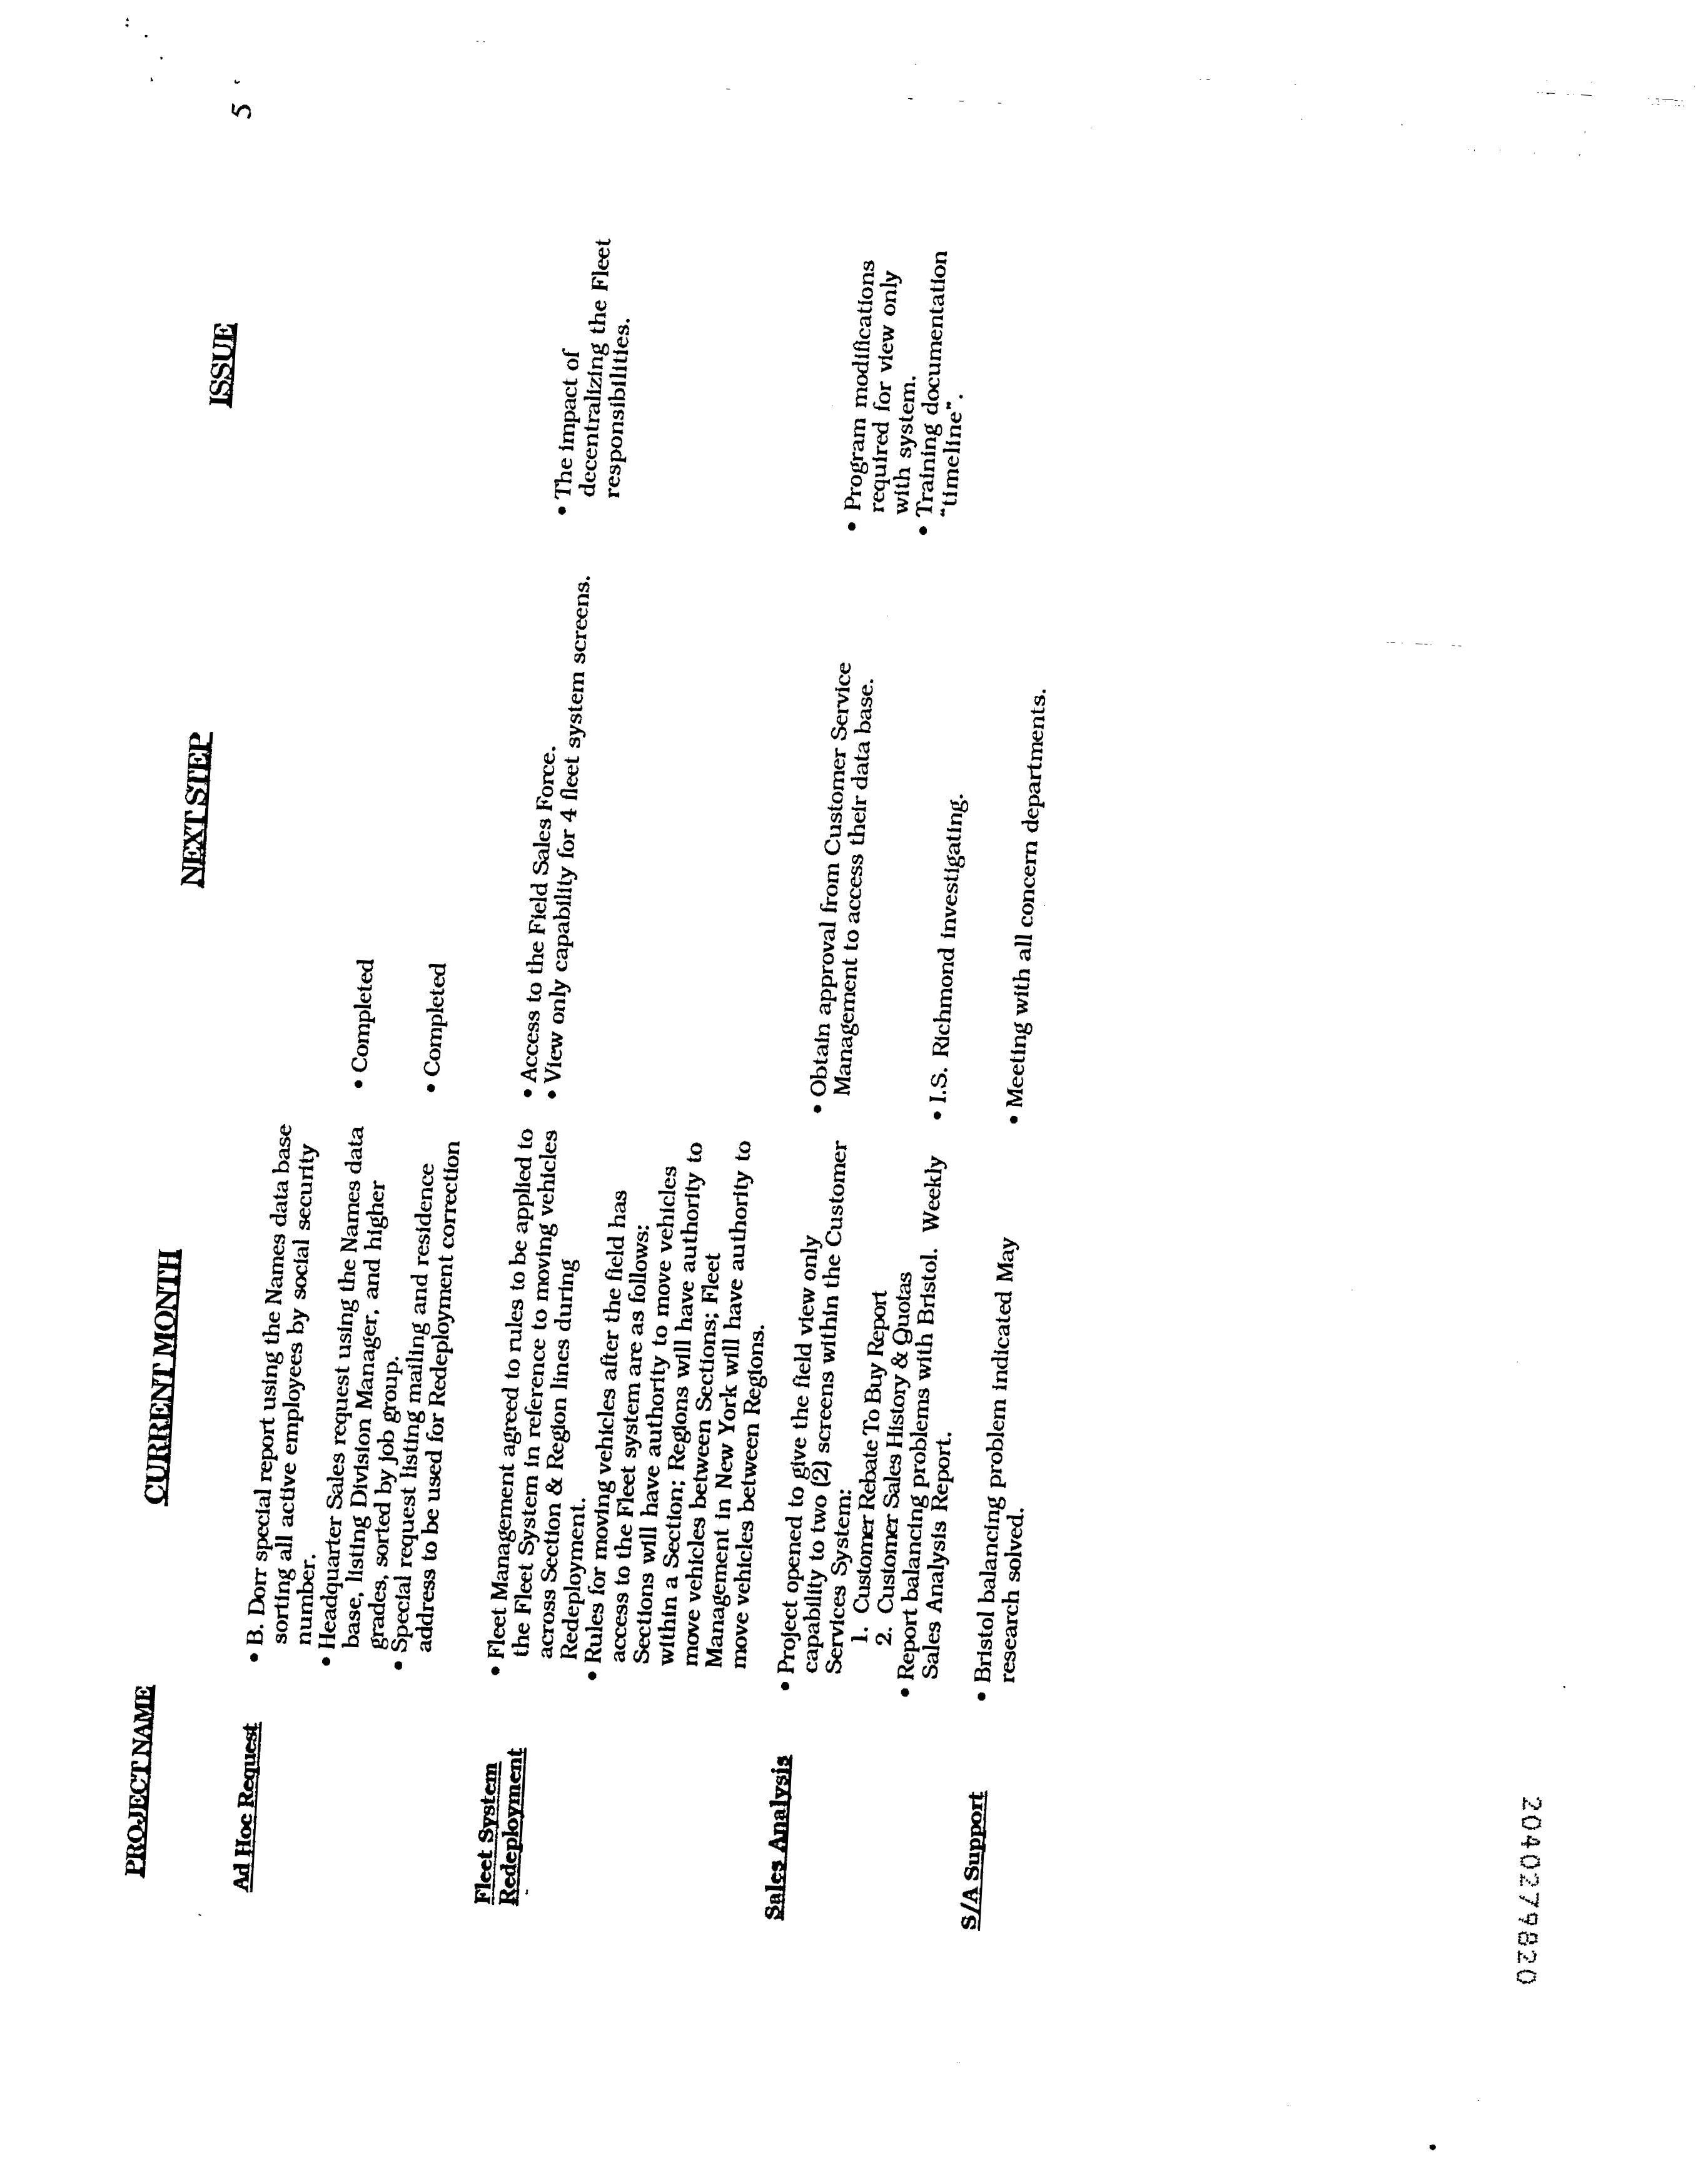 5
PROJECT NAME
CURRENT MONTH
NEXT STEP
ISSUE
Ad Hoc Request
• B. Dorr special report using the Names data base
sorting all active employees by social security
number.
• Headquarter Sales request using the Names data
base, listing Division Manager, and higher
grades, sorted by job group.
• Completed
• Special request listing mailing and residence
address to be used for Redeployment correction
• Completed
Fleet System
Redeployment
• Fleet Management agreed to rules to be applied to
the Fleet System in reference to moving vehicles
across Section & Region lines during
Redeployment.
• Rules for moving vehicles after the field has
access to the Fleet system are as follows:
Sections will have authority to move vehicles
within a Section; Regions will have authority to
move vehicles between Sections; Fleet
Management in New York will have authority to
move vehicles between Regions.
• Access to the Field Sales Force.
• View only capability for 4 fleet system screens.
• The impact of
decentralizing the Fleet
responsibilities.
Sales Analysis
• Project opened to give the field view only
capability to two (2) screens within the Customer
Services System:
1. Customer Rebate To Buy Report
2. Customer Sales History & Quotas
• Report balancing problems with Bristol. Weekly
Sales Analysis Report.
• Obtain approval from Customer Service
Management to access their data base.
• I.S. Richmond investigating.
• Program modifications
required for view only
with system.
• Training documentation
"timeline".
S/A Support
• Bristol balancing problem indicated May
research solved.
• Meeting with all concern departments.
2040279820